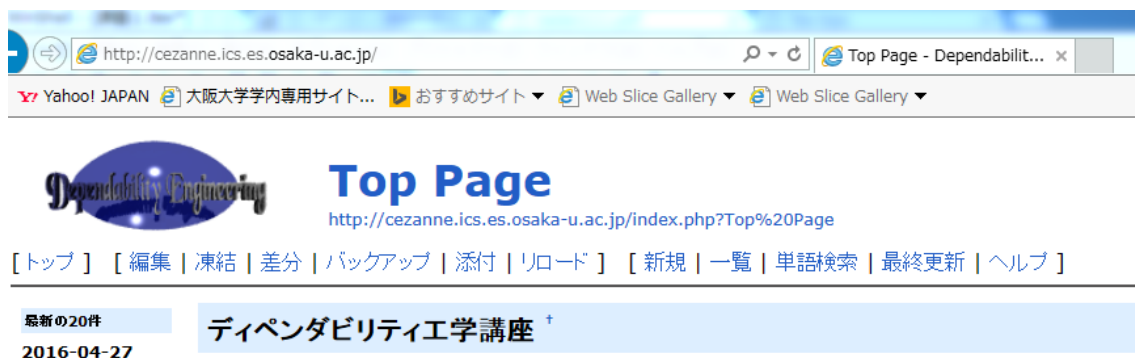 http://cezanne.ics.es.osaka-u.ac.jp/
Top Page - Dependabilit...
Yahoo! JAPAN 大阪大学学内専用サイト... おすすめサイト ▼ Web Slice Gallery ▼ Web Slice Gallery ▼
Dependability Engineering
Top Page
http://cezanne.ics.es.osaka-u.ac.jp/index.php?Top%20Page
[ トップ ] [ 編集 | 凍結 | 差分 | バックアップ | 添付 | リロード ] [ 新規 | 一覧 | 単語検索 | 最終更新 | ヘルプ ]
最新の20件
ディペンダビリティ工学講座 †
2016-04-27